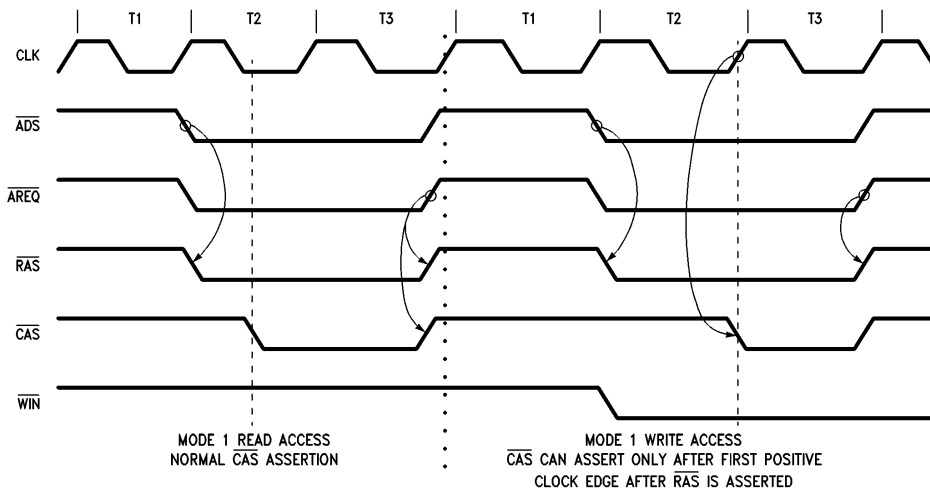 T1 T2 T3 T1 T2 T3
CLK
ADS
AREQ
RAS
CAS
WIN
MODE 1 READ ACCESS
NORMAL CAS ASSERTION
MODE 1 WRITE ACCESS
CAS CAN ASSERT ONLY AFTER FIRST POSITIVE
CLOCK EDGE AFTER RAS IS ASSERTED